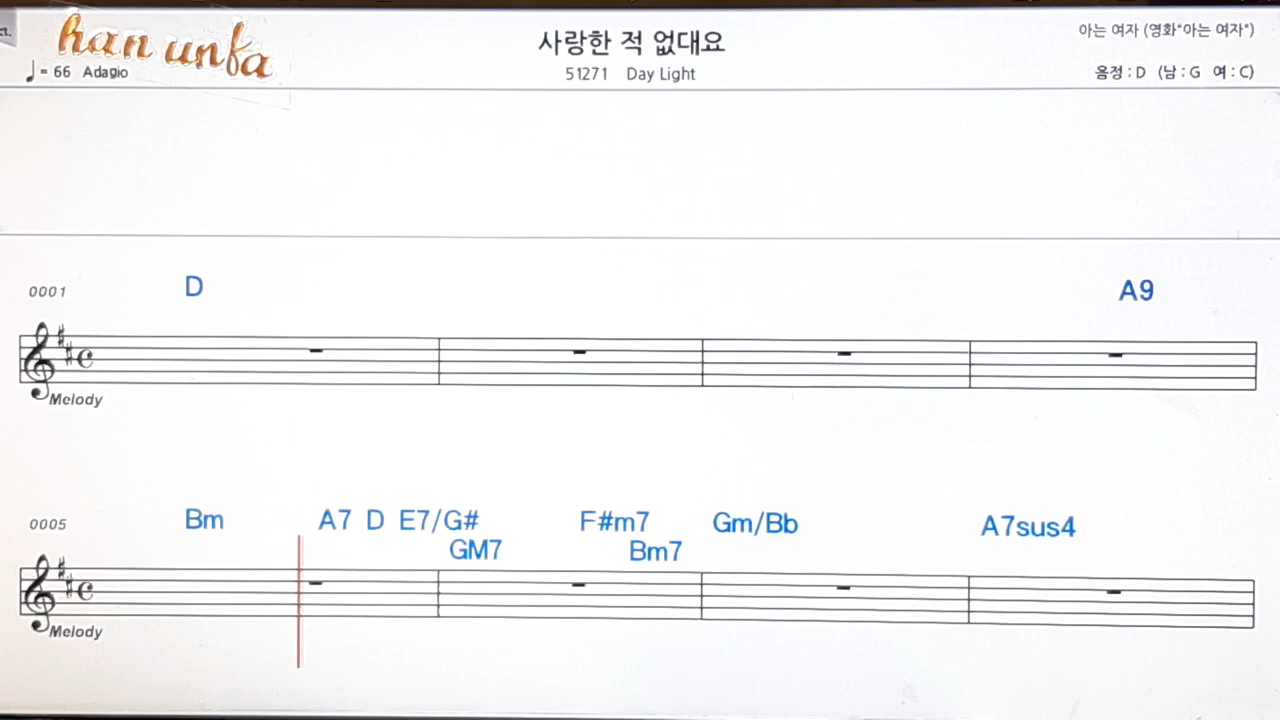 ct.
han unfa
사랑한 적 없대요
아는 여자 (영화"아는 여자")
♩= 66 Adagio
51271 Day Light
음정 : D (남 : G 여 : C)
0001 D A9
Melody
0005 Bm A7 D E7/G# F#m7 Gm/Bb A7sus4
GM7 Bm7
Melody